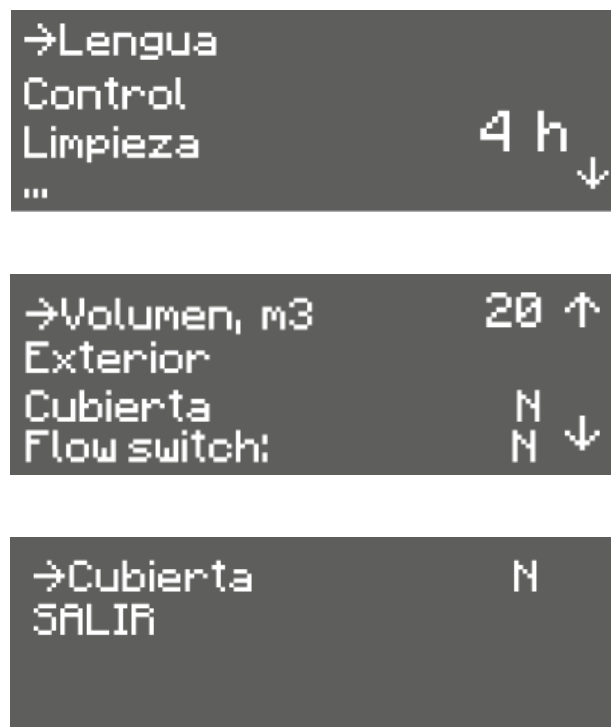 →Lengua
Control
Limpieza 4 h
... ↓
→Volumen, m3 20 ↑
Exterior
Cubierta N
Flow switch: N ↓
→Cubierta N
SALIR